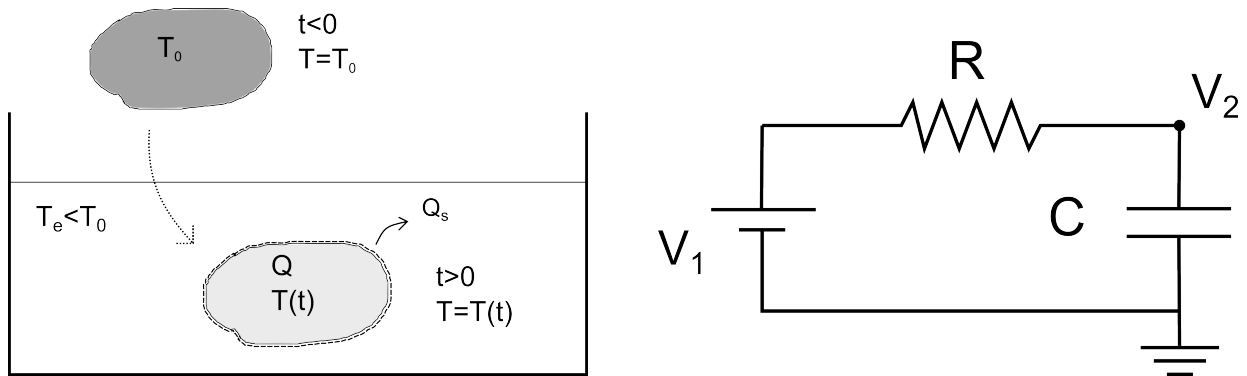 T₀
t<0
T=T₀
Tₑ<T₀
Qₛ
Q
T(t)
t>0
T=T(t)
R
V₂
C
V₁